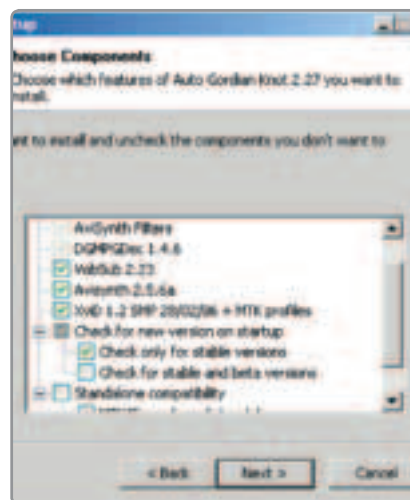 tup
hoose Components
Choose which features of Auto Gordian Knot 2.27 you want to
install.
nt to install and uncheck the components you don't want to
AviSynth Filters
DGMPGDec 1.4.6
VobSub 2.23
Avisynth 2.5.6a
XviD 1.2 SMP 28/02/06 + MTK profiles
Check for new version on startup
Check only for stable versions
Check for stable and beta versions
Standalone compatibility
< Back
Next >
Cancel